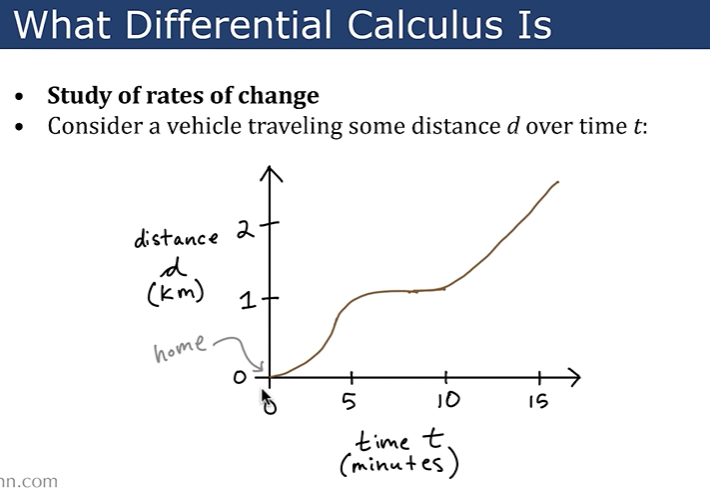 What Differential Calculus Is
• Study of rates of change
• Consider a vehicle traveling some distance d over time t:
distance
d
(km)
2
1
home
0
0
5
10
15
time t
(minutes)
nn.com